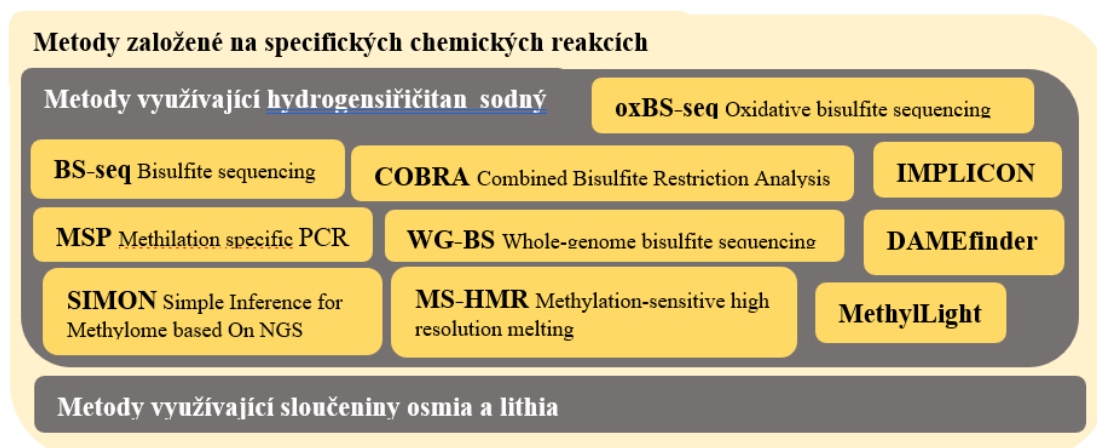 Metody založené na specifických chemických reakcích
Metody využívající hydrogensiřičitan sodný
oxBS-seq Oxidative bisulfite sequencing
BS-seq Bisulfite sequencing
COBRA Combined Bisulfite Restriction Analysis
IMPLICON
MSP Methilation specific PCR
WG-BS Whole-genome bisulfite sequencing
DAMEfinder
SIMON Simple Inference for
Methylome based On NGS
MS-HMR Methylation-sensitive high
resolution melting
MethylLight
Metody využívající sloučeniny osmia a lithia